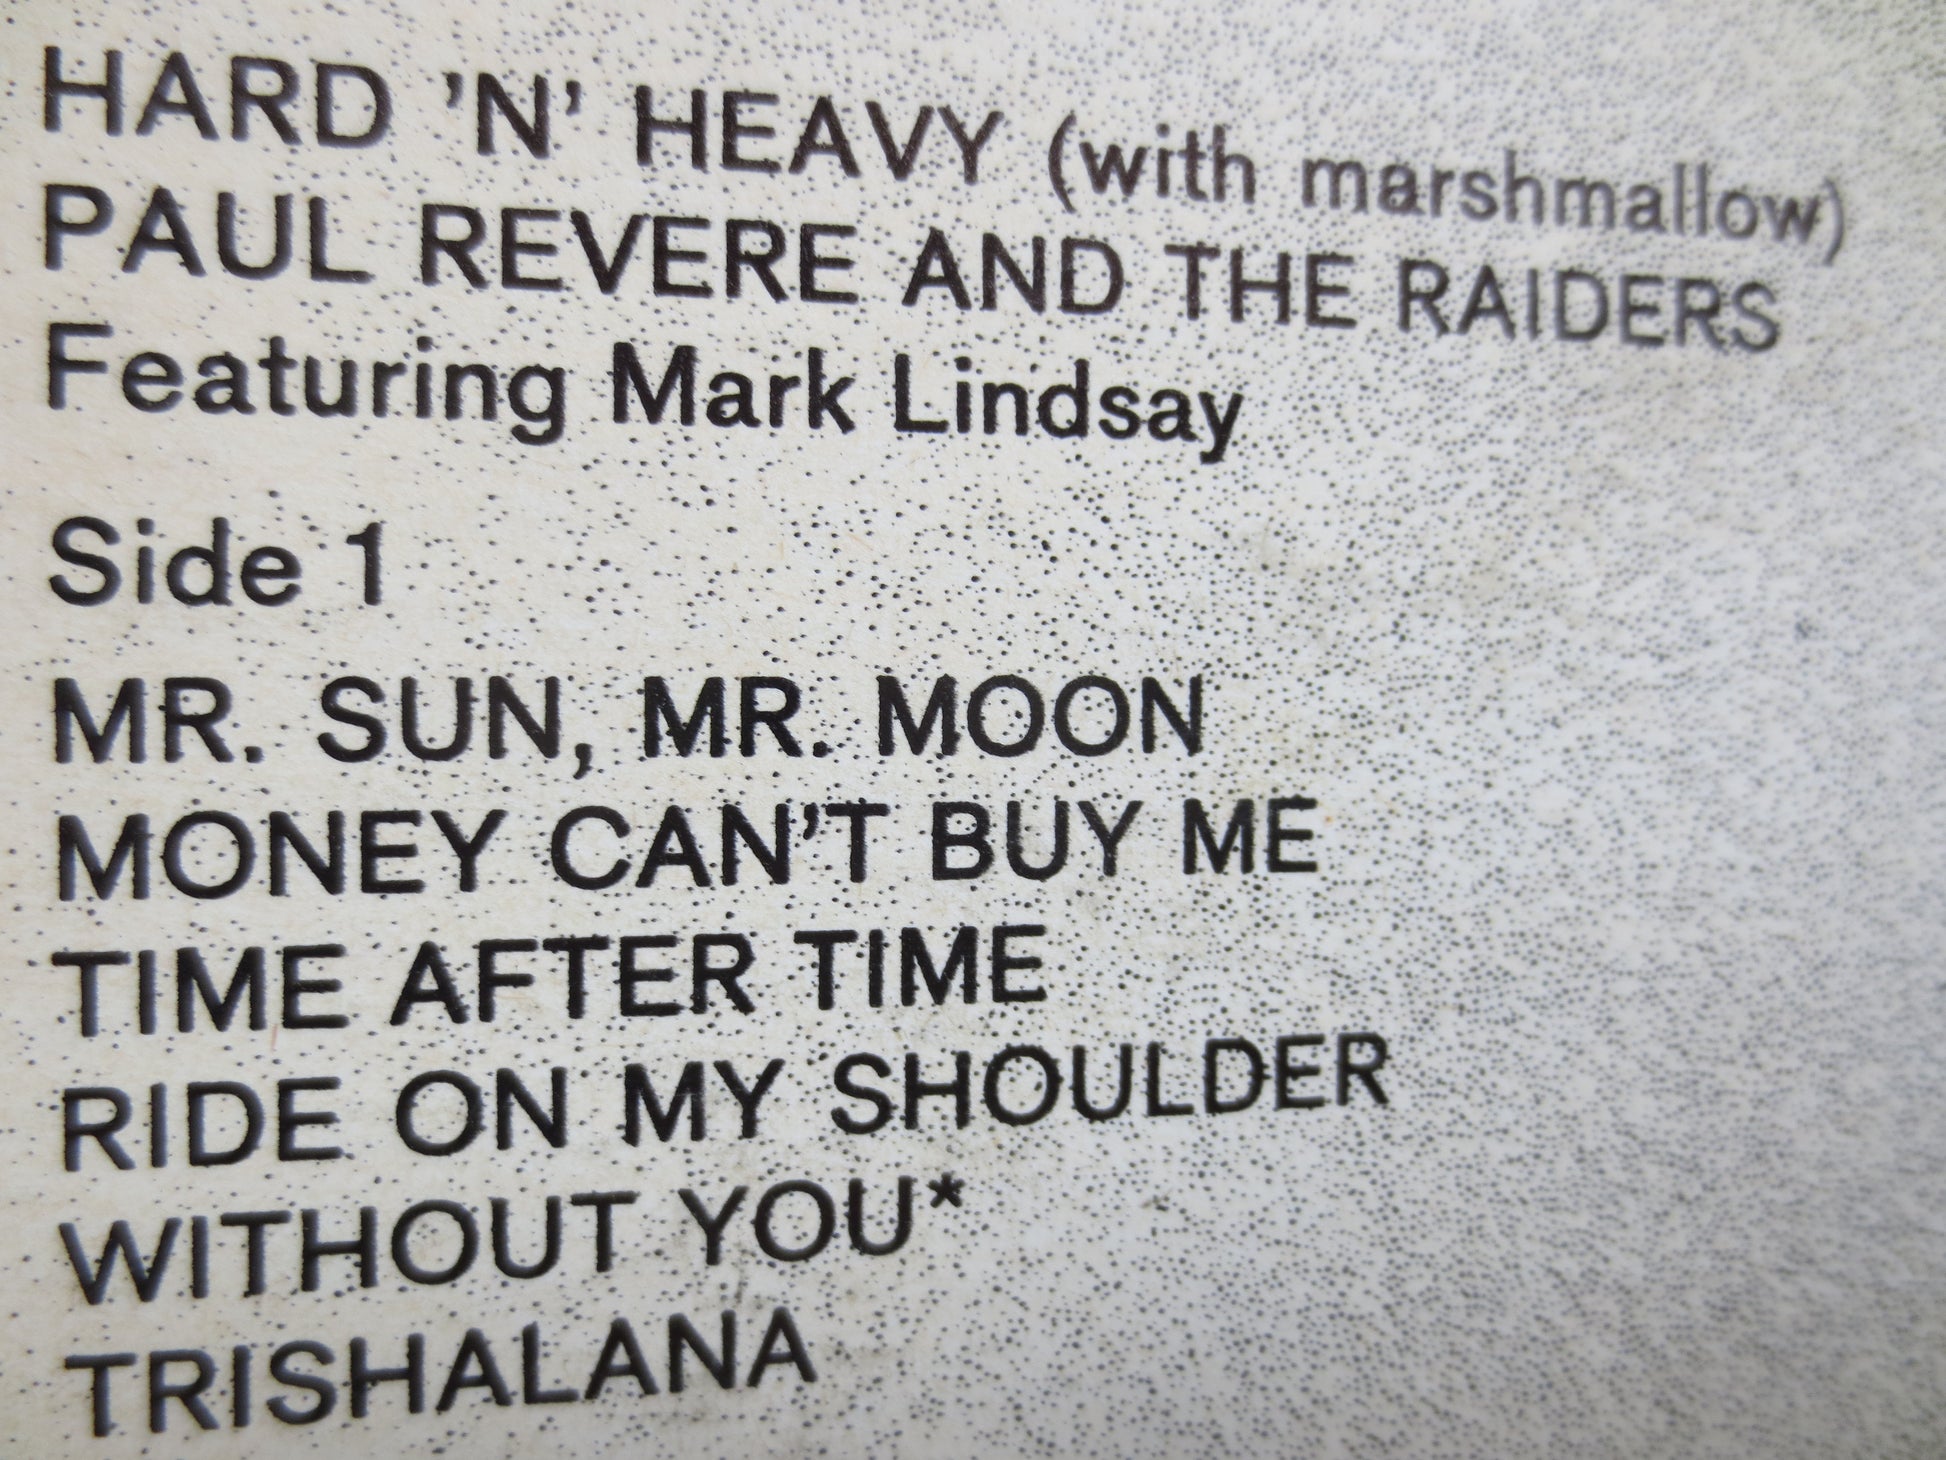 HARD 'N' HEAVY (with marshmallow)
PAUL REVERE AND THE RAIDERS
Featuring Mark Lindsay
Side 1
MR. SUN, MR. MOON
MONEY CAN'T BUY ME
TIME AFTER TIME
RIDE ON MY SHOULDER
WITHOUT YOU*
TRISHALANA